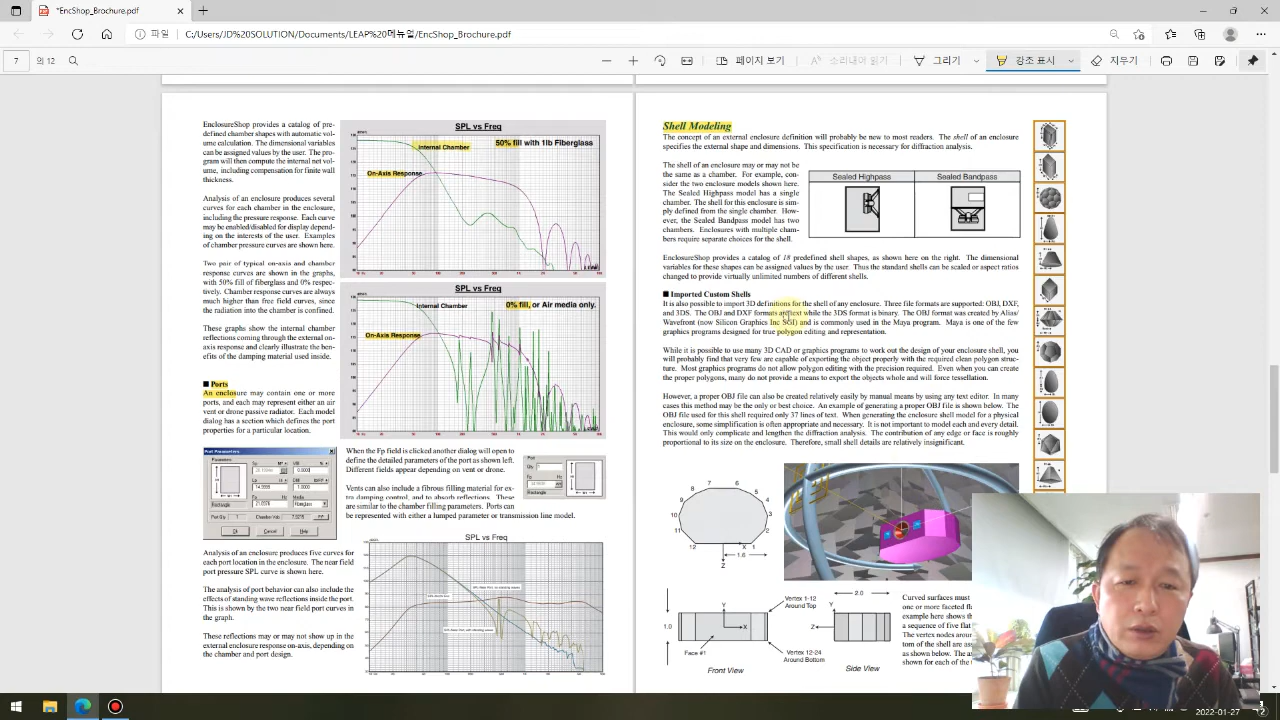 *EncShop_Brochure.pdf
파일
C:/Users/JD%20SOLUTION/Documents/LEAP%20매뉴얼/EncShop_Brochure.pdf
7 의 12
소리내어 읽기
그리기
강조 표시
지우기
EnclosureShop provides a catalog of pre-
defined chamber shapes with automatic vol-
ume calculation. The dimensional variables
can be assigned values by the user. The pro-
gram will then compute the internal net vol-
ume, including compensation for finite wall
thickness.
Analysis of an enclosure produces several
curves for each chamber in the enclosure,
including the pressure response. Each curve
may be enabled/disabled for display depend-
ing on the interests of the user. Examples
of chamber pressure curves are shown here.
Two pair of typical on-axis and chamber
response curves are shown in the graphs,
with 50% fill of fiberglass and 0% respec-
tively. Chamber response curves are always
much higher than free field curves, since
the radiation into the chamber is confined.
These graphs show the internal chamber
reflections coming through the external on-
axis response and clearly illustrate the ben-
efits of the damping material used inside.
SPL vs Freq
Internal Chamber
50% fill with 1lb Fiberglass
On-Axis Response
SPL vs Freq
Internal Chamber
0% fill, or Air media only.
On-Axis Response
■ Ports
An enclosure may contain one or more
ports, and each may represent either an air
vent or drone passive radiator. Each model
dialog has a section which defines the port
properties for a particular location.
Port Parameters
Parameters
Rectangle
Port Qty
1
Chamber Vab
Ok
Cancel
Help
When the Fp field is clicked another dialog will open to
define the detailed parameters of the port as shown left.
Different fields appear depending on vent or drone.
Port
Rectangle
Vents can also include a fibrous filling material for ex-
tra damping control, and to absorb reflections. These
are similar to the chamber filling parameters. Ports can
be represented with either a lumped parameter or transmission line model.
Analysis of an enclosure produces five curves for
each port location in the enclosure. The near field
port pressure SPL curve is shown here.
The analysis of port behavior can also include the
effects of standing wave reflections inside the port.
This is shown by the two near field port curves in
the graph.
These reflections may or may not show up in the
external enclosure response on-axis, depending on
the chamber and port design.
SPL vs Freq
Shell Modeling
The concept of an external enclosure definition will probably be new to most readers. The shell of an enclosure
specifies the external shape and dimensions. This specification is necessary for diffraction analysis.
The shell of an enclosure may or may not be
the same as a chamber. For example, con-
sider the two enclosure models shown here.
The Sealed Highpass model has a single
chamber. The shell for this enclosure is sim-
ply defined from the single chamber. How-
ever, the Sealed Bandpass model has two
chambers. Enclosures with multiple cham-
bers require separate choices for the shell.
Sealed Highpass
Sealed Bandpass
EnclosureShop provides a catalog of 18 predefined shell shapes, as shown on the right. The dimensional
variables for these shapes can be assigned values by the user. Thus the standard shells can be scaled or aspect ratios
changed to provide virtually unlimited numbers of different shells.
■ Imported Custom Shells
It is also possible to import 3D definitions for the shell of any enclosure. Three file formats are supported: OBJ, DXF,
and 3DS. The OBJ and DXF formats are text while the 3DS format is binary. The OBJ format was created by Alias/
Wavefront (now Silicon Graphics Inc SGI) and is commonly used in the Maya program. Maya is one of the few
graphics programs designed for true polygon editing and representation.
While it is possible to use many 3D CAD or graphics programs to work out the design of your enclosure shell, you
will probably find that very few are capable of exporting the object properly with the required clean polygon struc-
ture. Most graphics programs do not allow polygon editing with the precision required. Even when you can create
the proper polygons, many do not provide a means to export the objects whole and will force tessellation.
However, a proper OBJ file can also be created relatively easily by manual means by using any text editor. In many
cases this method may be the only or best choice. An example of generating a proper OBJ file is shown below. The
OBJ file used for this shell required only 37 lines of text. When generating the enclosure shell model for a physical
enclosure, some simplification is often appropriate and necessary. It is not important to model each and every detail.
This would only complicate and lengthen the diffraction analysis. The contribution of any edge or face is roughly
proportional to its size on the enclosure. Therefore, small shell details are relatively insignificant.
7 6
8 5
9 4
10 3
11 2
12 X 1
Z
1.6
1.0
Y
X
Face #1
Front View
Vertex 1-12
Around Top
Vertex 12-24
Around Bottom
2.0
Y
Z
Side View
Curved surfaces must
one or more faceted fl
example here shows th
a sequence of five flat
The vertex nodes aroun
tom of the shell are ass
as shown below. The a
shown for each of the
2022-01-27